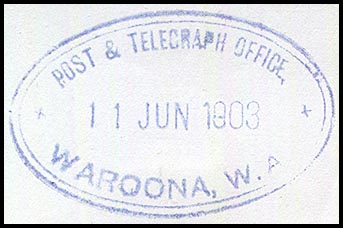 POST & TELEGRAPH OFFICE,
11 JUN 1903
WAROONA, W.A